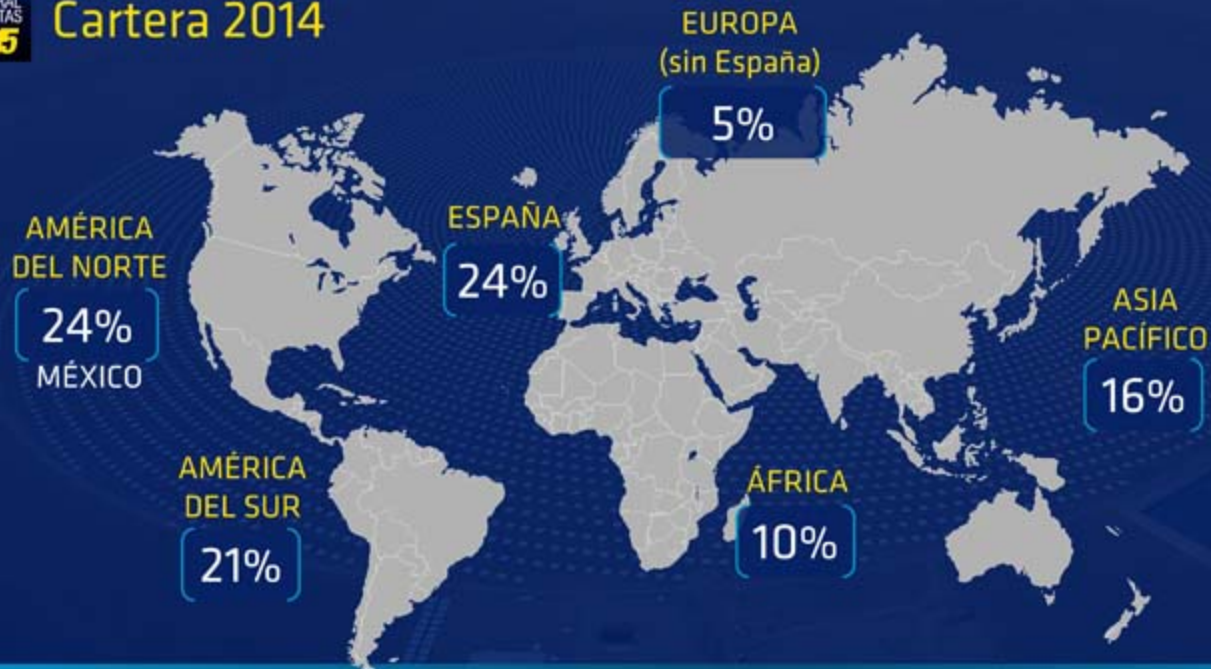 Cartera 2014
EUROPA
(sin España)
5%
ESPAÑA
24%
AMÉRICA
DEL NORTE
24%
MÉXICO
ASIA
PACÍFICO
16%
AMÉRICA
DEL SUR
21%
ÁFRICA
10%